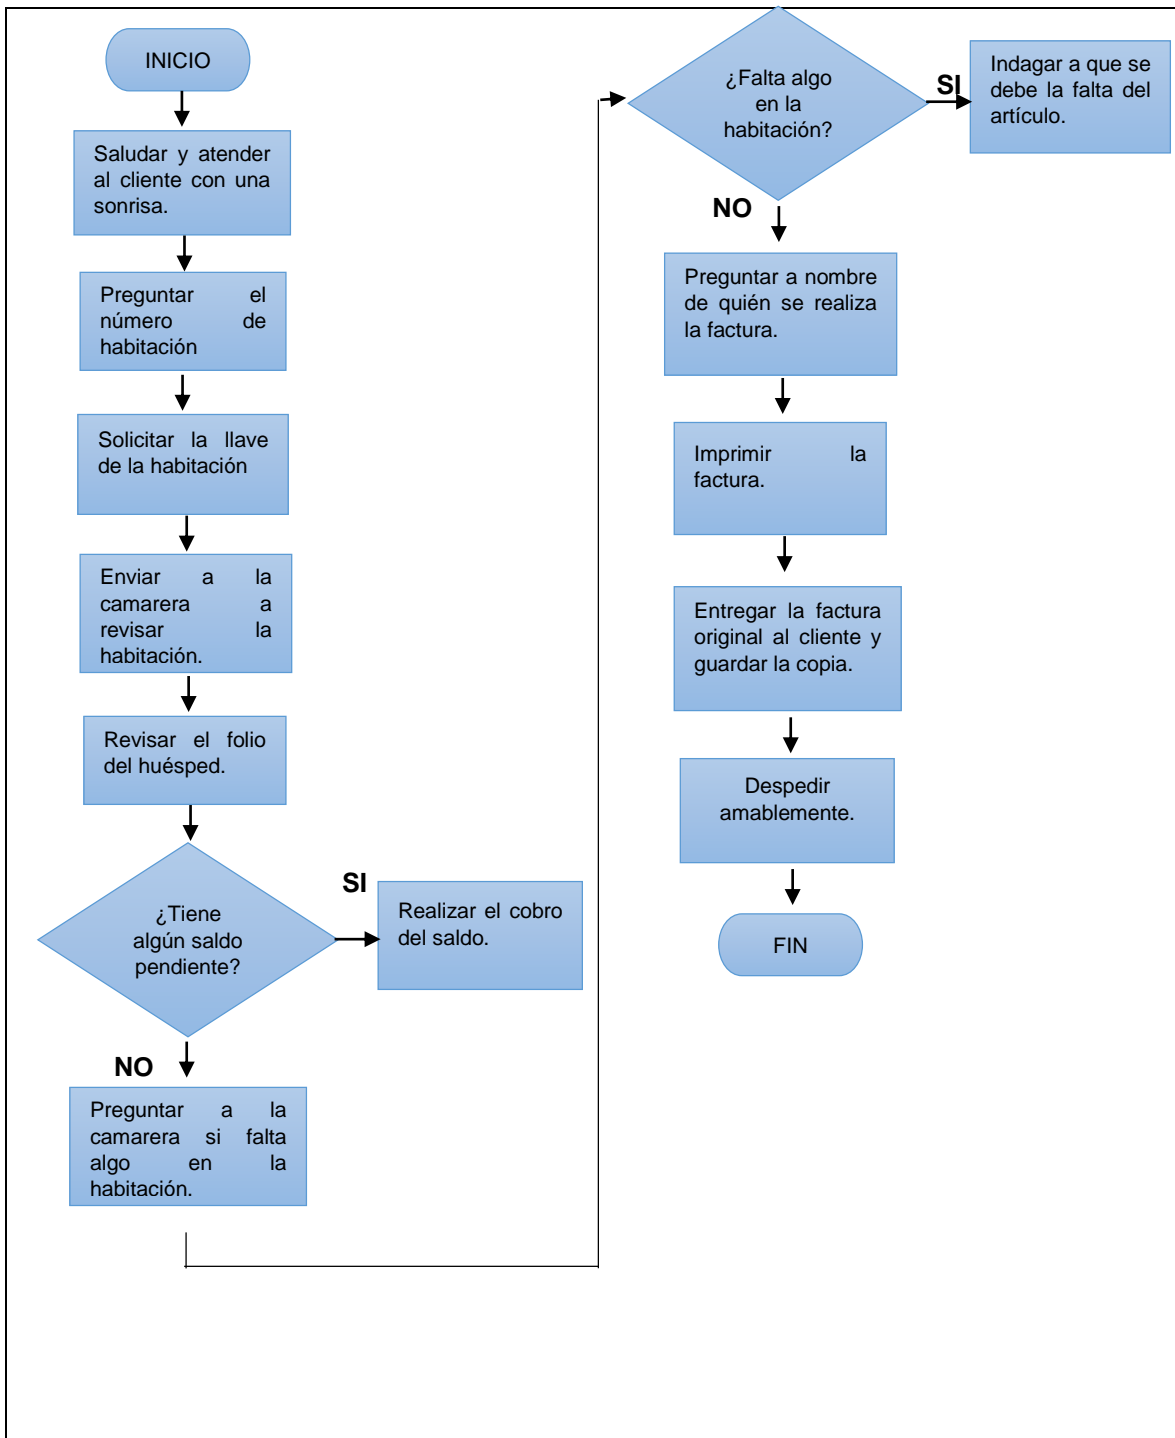 INICIO
Saludar y atender
al cliente con una
sonrisa.
Preguntar el
número de
habitación
Solicitar la llave
de la habitación
Enviar a la
camarera a
revisar la
habitación.
Revisar el folio
del huésped.
¿Tiene
algún saldo
pendiente?
SI
Realizar el cobro
del saldo.
NO
Preguntar a la
camarera si falta
algo en la
habitación.
¿Falta algo
en la
habitación?
SI
Indagar a que se
debe la falta del
artículo.
NO
Preguntar a nombre
de quién se realiza
la factura.
Imprimir la
factura.
Entregar la factura
original al cliente y
guardar la copia.
Despedir
amablemente.
FIN